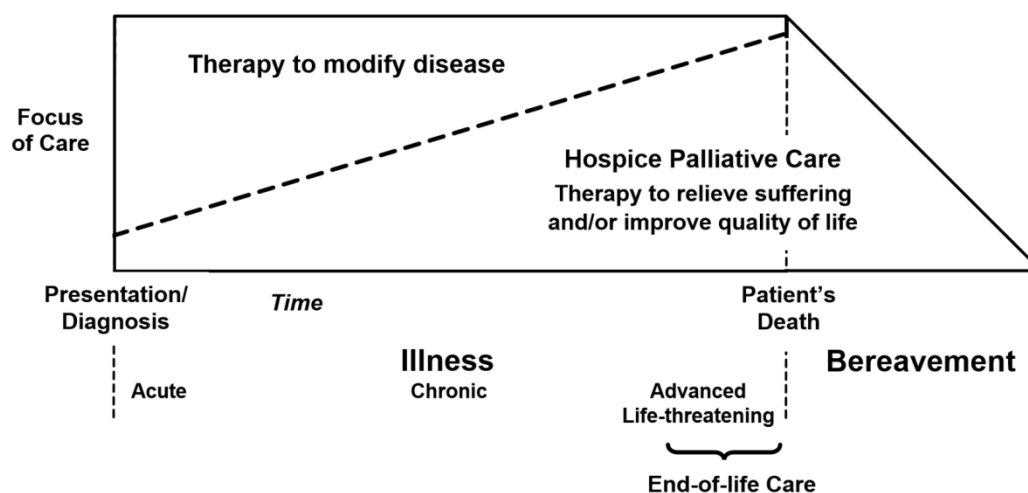 Therapy to modify disease
Focus
of Care
Hospice Palliative Care
Therapy to relieve suffering
and/or improve quality of life
Presentation/
Diagnosis
Time
Patient’s
Death
Illness
Bereavement
Acute
Chronic
Advanced
Life-threatening
End-of-life Care